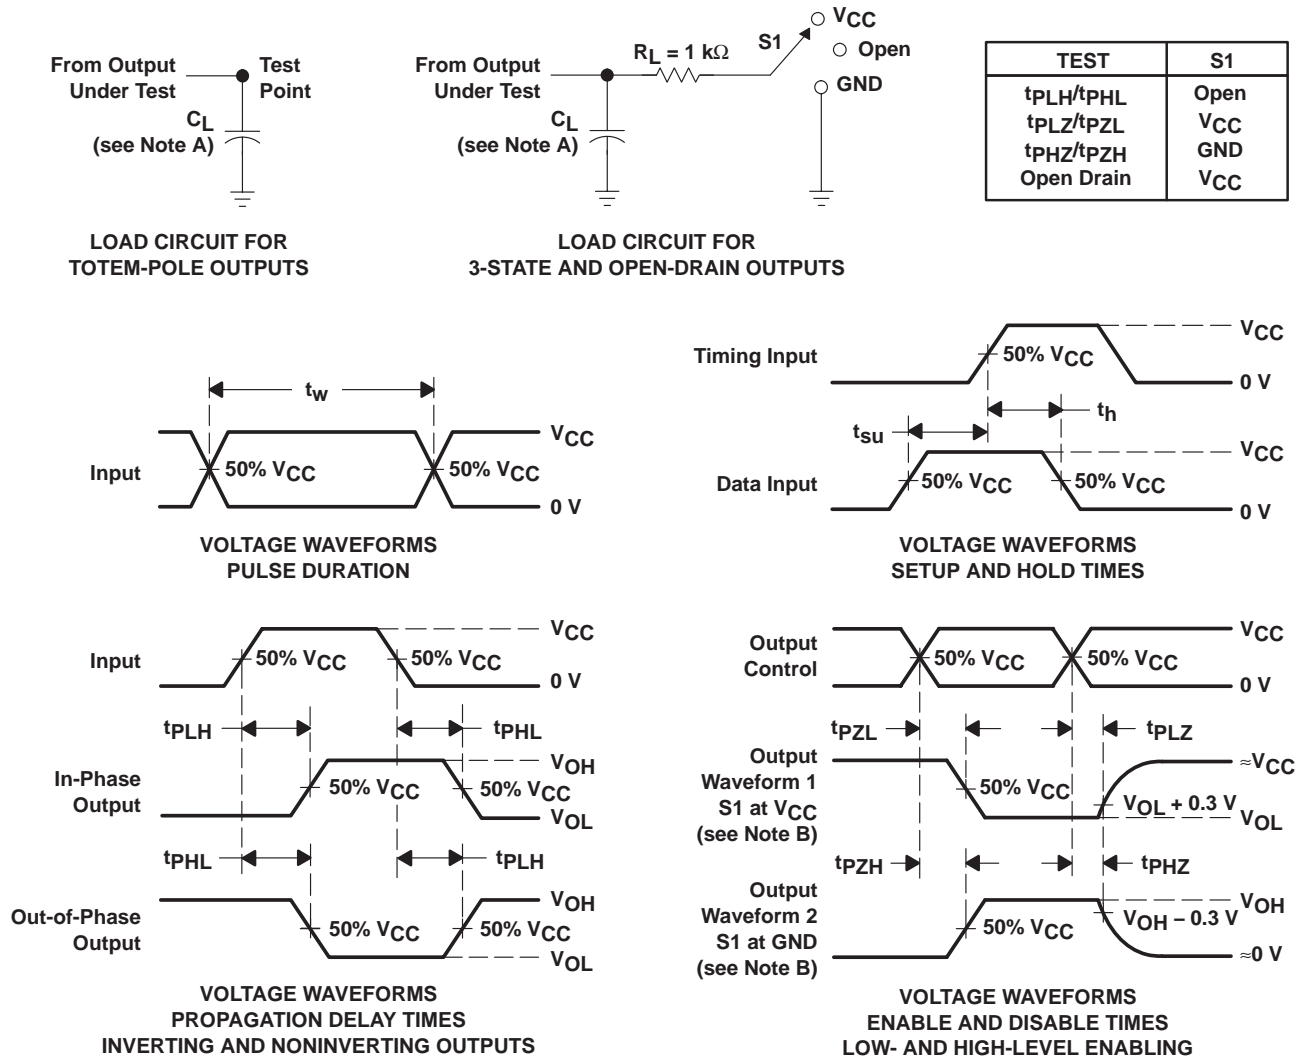 From Output
Under Test
Test
Point
CL
(see Note A)
LOAD CIRCUIT FOR
TOTEM-POLE OUTPUTS
From Output
Under Test
RL = 1 kΩ
S1
VCC
Open
GND
CL
(see Note A)
LOAD CIRCUIT FOR
3-STATE AND OPEN-DRAIN OUTPUTS
TEST S1
tPLH/tPHL Open
tPLZ/tPZL VCC
tPHZ/tPZH GND
Open Drain VCC
tw
Input
50% VCC
50% VCC
VCC
0 V
VOLTAGE WAVEFORMS
PULSE DURATION
Timing Input
50% VCC
VCC
0 V
tsu
th
Data Input
50% VCC
50% VCC
VCC
0 V
VOLTAGE WAVEFORMS
SETUP AND HOLD TIMES
Input
50% VCC
50% VCC
VCC
0 V
tPLH
tPHL
In-Phase
Output
50% VCC
50% VCC
VOH
VOL
tPHL
tPLH
Out-of-Phase
Output
50% VCC
50% VCC
VOH
VOL
VOLTAGE WAVEFORMS
PROPAGATION DELAY TIMES
INVERTING AND NONINVERTING OUTPUTS
Output
Control
50% VCC
50% VCC
VCC
0 V
tPZL
tPLZ
Output
Waveform 1
S1 at VCC
(see Note B)
50% VCC
VOL + 0.3 V
≈VCC
VOL
tPZH
tPHZ
Output
Waveform 2
S1 at GND
(see Note B)
50% VCC
VOH − 0.3 V
VOH
≈0 V
VOLTAGE WAVEFORMS
ENABLE AND DISABLE TIMES
LOW- AND HIGH-LEVEL ENABLING